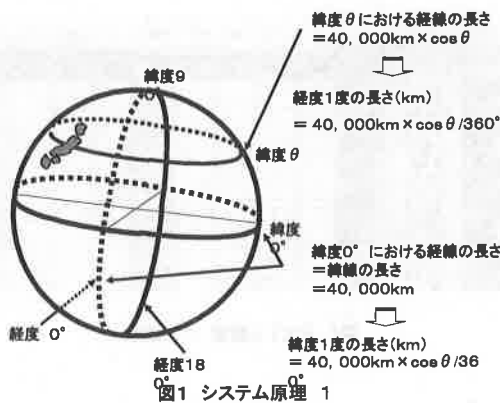 緯度θにおける経線の長さ
=40,000km×cosθ
経度1度の長さ(km)
=40,000km×cosθ/360°
緯度9
0°
緯度θ
緯度
0°
緯度0°における経線の長さ
=緯線の長さ
=40,000km
緯度1度の長さ(km)
=40,000km×cosθ/36
0°
経度 0°
経度18
0°
図1 システム原理 1